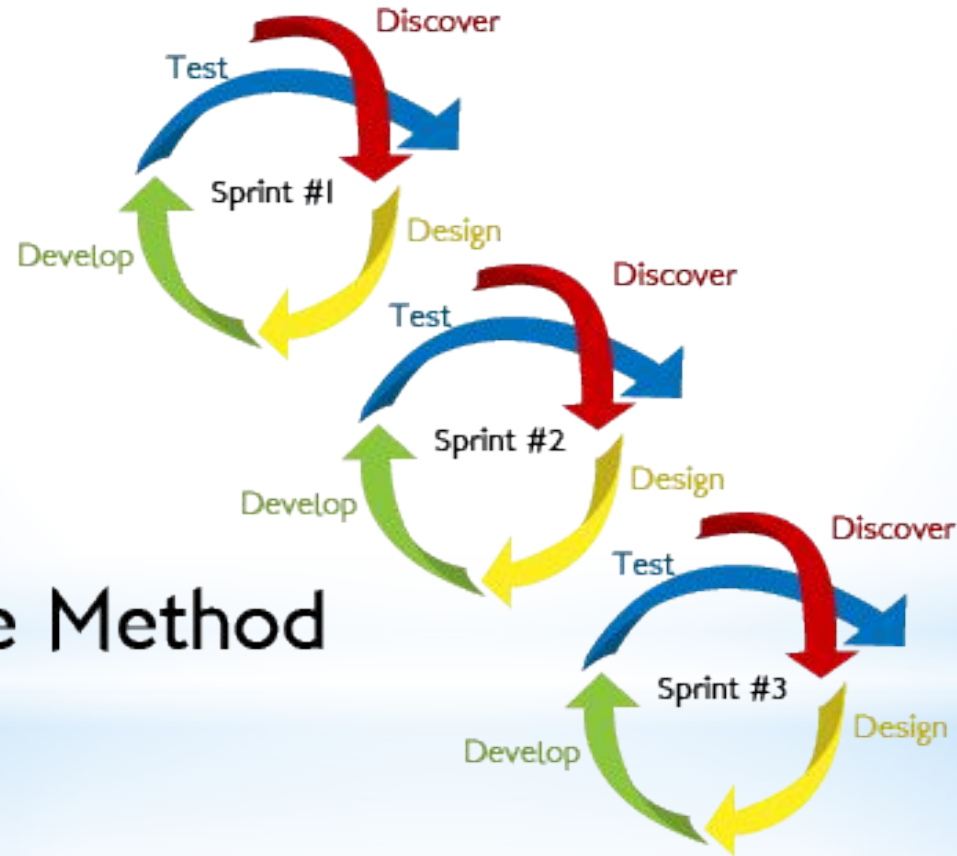 Discover
Test
Sprint #1
Design
Develop
Discover
Test
Sprint #2
Design
Develop
Discover
Test
e Method
Sprint #3
Design
Develop